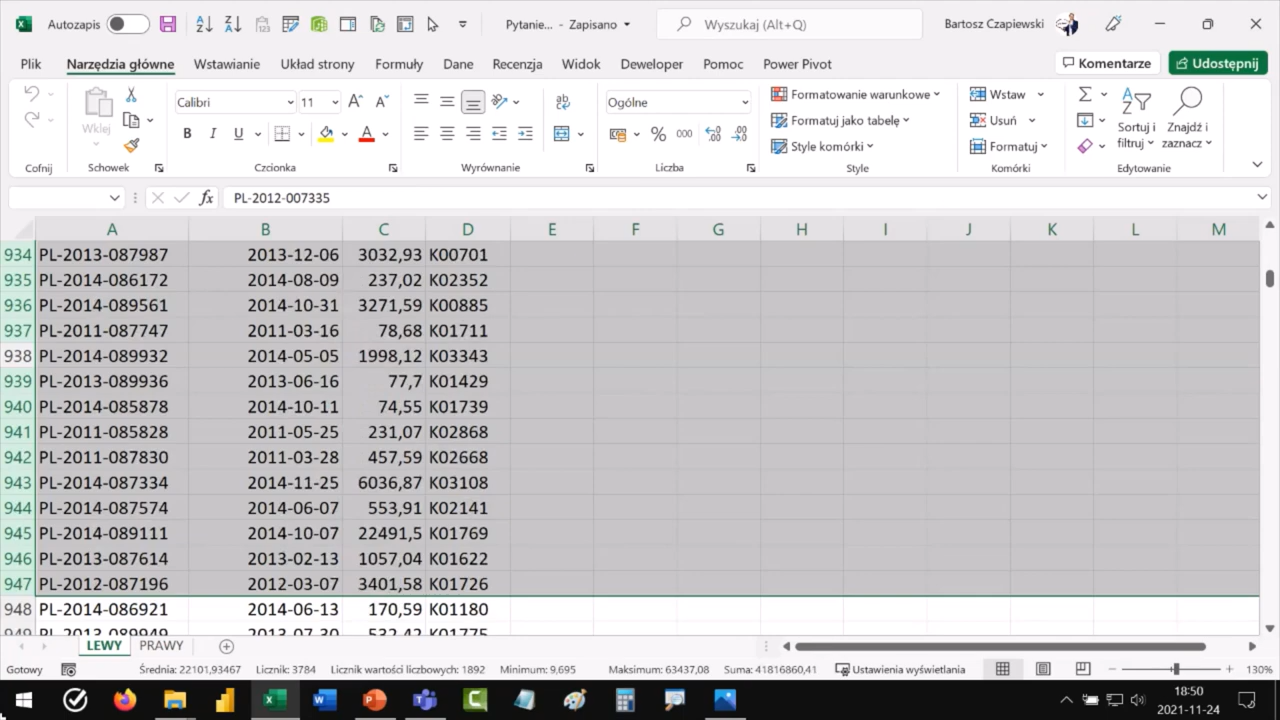 Autozapis
Pytanie... – Zapisano
Wyszukaj (Alt+Q)
Bartosz Czapiewski
Plik Narzędzia główne Wstawianie Układ strony Formuły Dane Recenzja Widok Deweloper Pomoc Power Pivot Komentarze Udostępnij
Cofnij
Wklej
Schowek
Calibri 11
B I U
Czcionka
Wyrównanie
Ogólne
% 000
Liczba
Formatowanie warunkowe
Formatuj jako tabelę
Style komórki
Style
Wstaw
Usuń
Formatuj
Komórki
Sortuj i filtruj
Znajdź i zaznacz
Edytowanie
fx PL-2012-007335
A B C D E F G H I J K L M
934 PL-2013-087987 2013-12-06 3032,93 K00701
935 PL-2014-086172 2014-08-09 237,02 K02352
936 PL-2014-089561 2014-10-31 3271,59 K00885
937 PL-2011-087747 2011-03-16 78,68 K01711
938 PL-2014-089932 2014-05-05 1998,12 K03343
939 PL-2013-089936 2013-06-16 77,7 K01429
940 PL-2014-085878 2014-10-11 74,55 K01739
941 PL-2011-085828 2011-05-25 231,07 K02868
942 PL-2011-087830 2011-03-28 457,59 K02668
943 PL-2014-087334 2014-11-25 6036,87 K03108
944 PL-2014-087574 2014-06-07 553,91 K02141
945 PL-2014-089111 2014-10-07 22491,5 K01769
946 PL-2013-087614 2013-02-13 1057,04 K01622
947 PL-2012-087196 2012-03-07 3401,58 K01726
948 PL-2014-086921 2014-06-13 170,59 K01180
949 PL-2013-089949 2013-07-30 532,42 K01775
LEWY PRAWY
Gotowy Średnia: 22101,93467 Licznik: 3784 Licznik wartości liczbowych: 1892 Minimum: 9,695 Maksimum: 63437,08 Suma: 41816860,41 Ustawienia wyświetlania 130%
18:50
2021-11-24